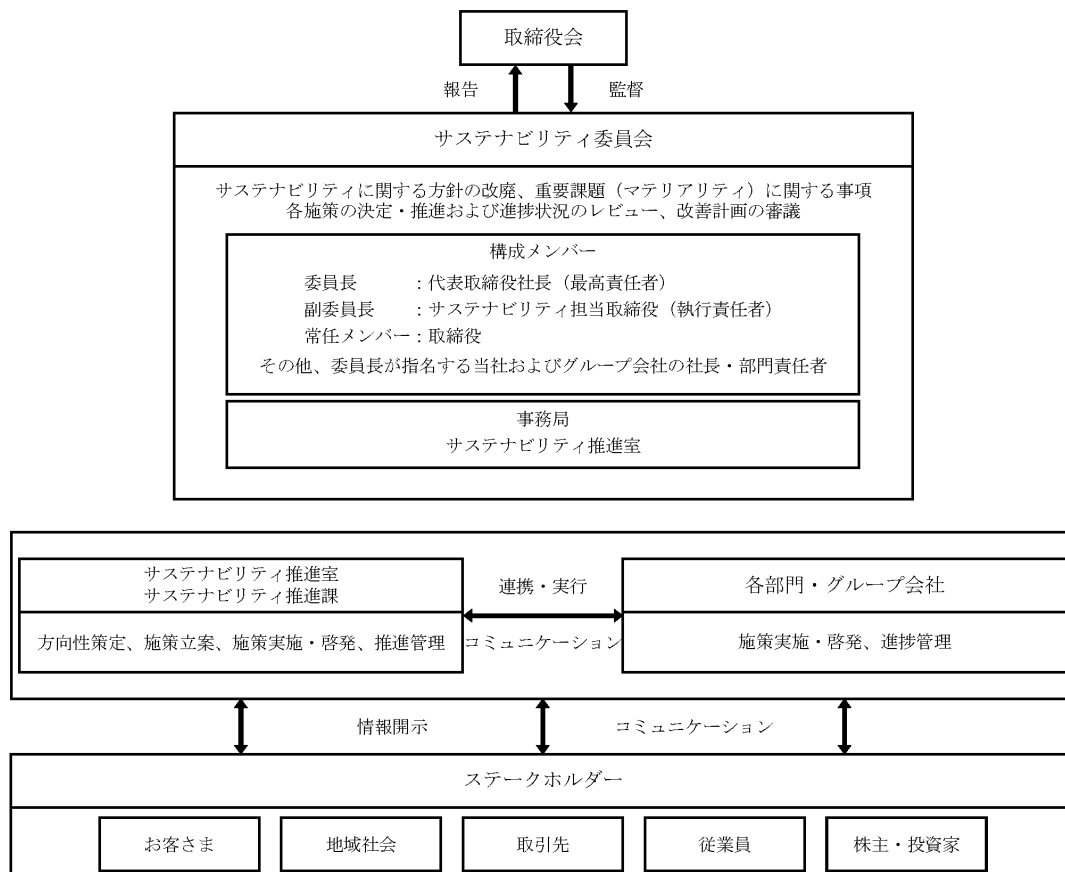 取締役会
報告
監督
サステナビリティ委員会
サステナビリティに関する方針の改廃、重要課題（マテリアリティ）に関する事項
各施策の決定・推進および進捗状況のレビュー、改善計画の審議
構成メンバー
委員長　　　：代表取締役社長（最高責任者）
副委員長　　：サステナビリティ担当取締役（執行責任者）
常任メンバー：取締役
その他、委員長が指名する当社およびグループ会社の社長・部門責任者
事務局
サステナビリティ推進室
サステナビリティ推進室
サステナビリティ推進課
方向性策定、施策立案、施策実施・啓発、推進管理
連携・実行
コミュニケーション
各部門・グループ会社
施策実施・啓発、進捗管理
情報開示
コミュニケーション
ステークホルダー
お客さま
地域社会
取引先
従業員
株主・投資家